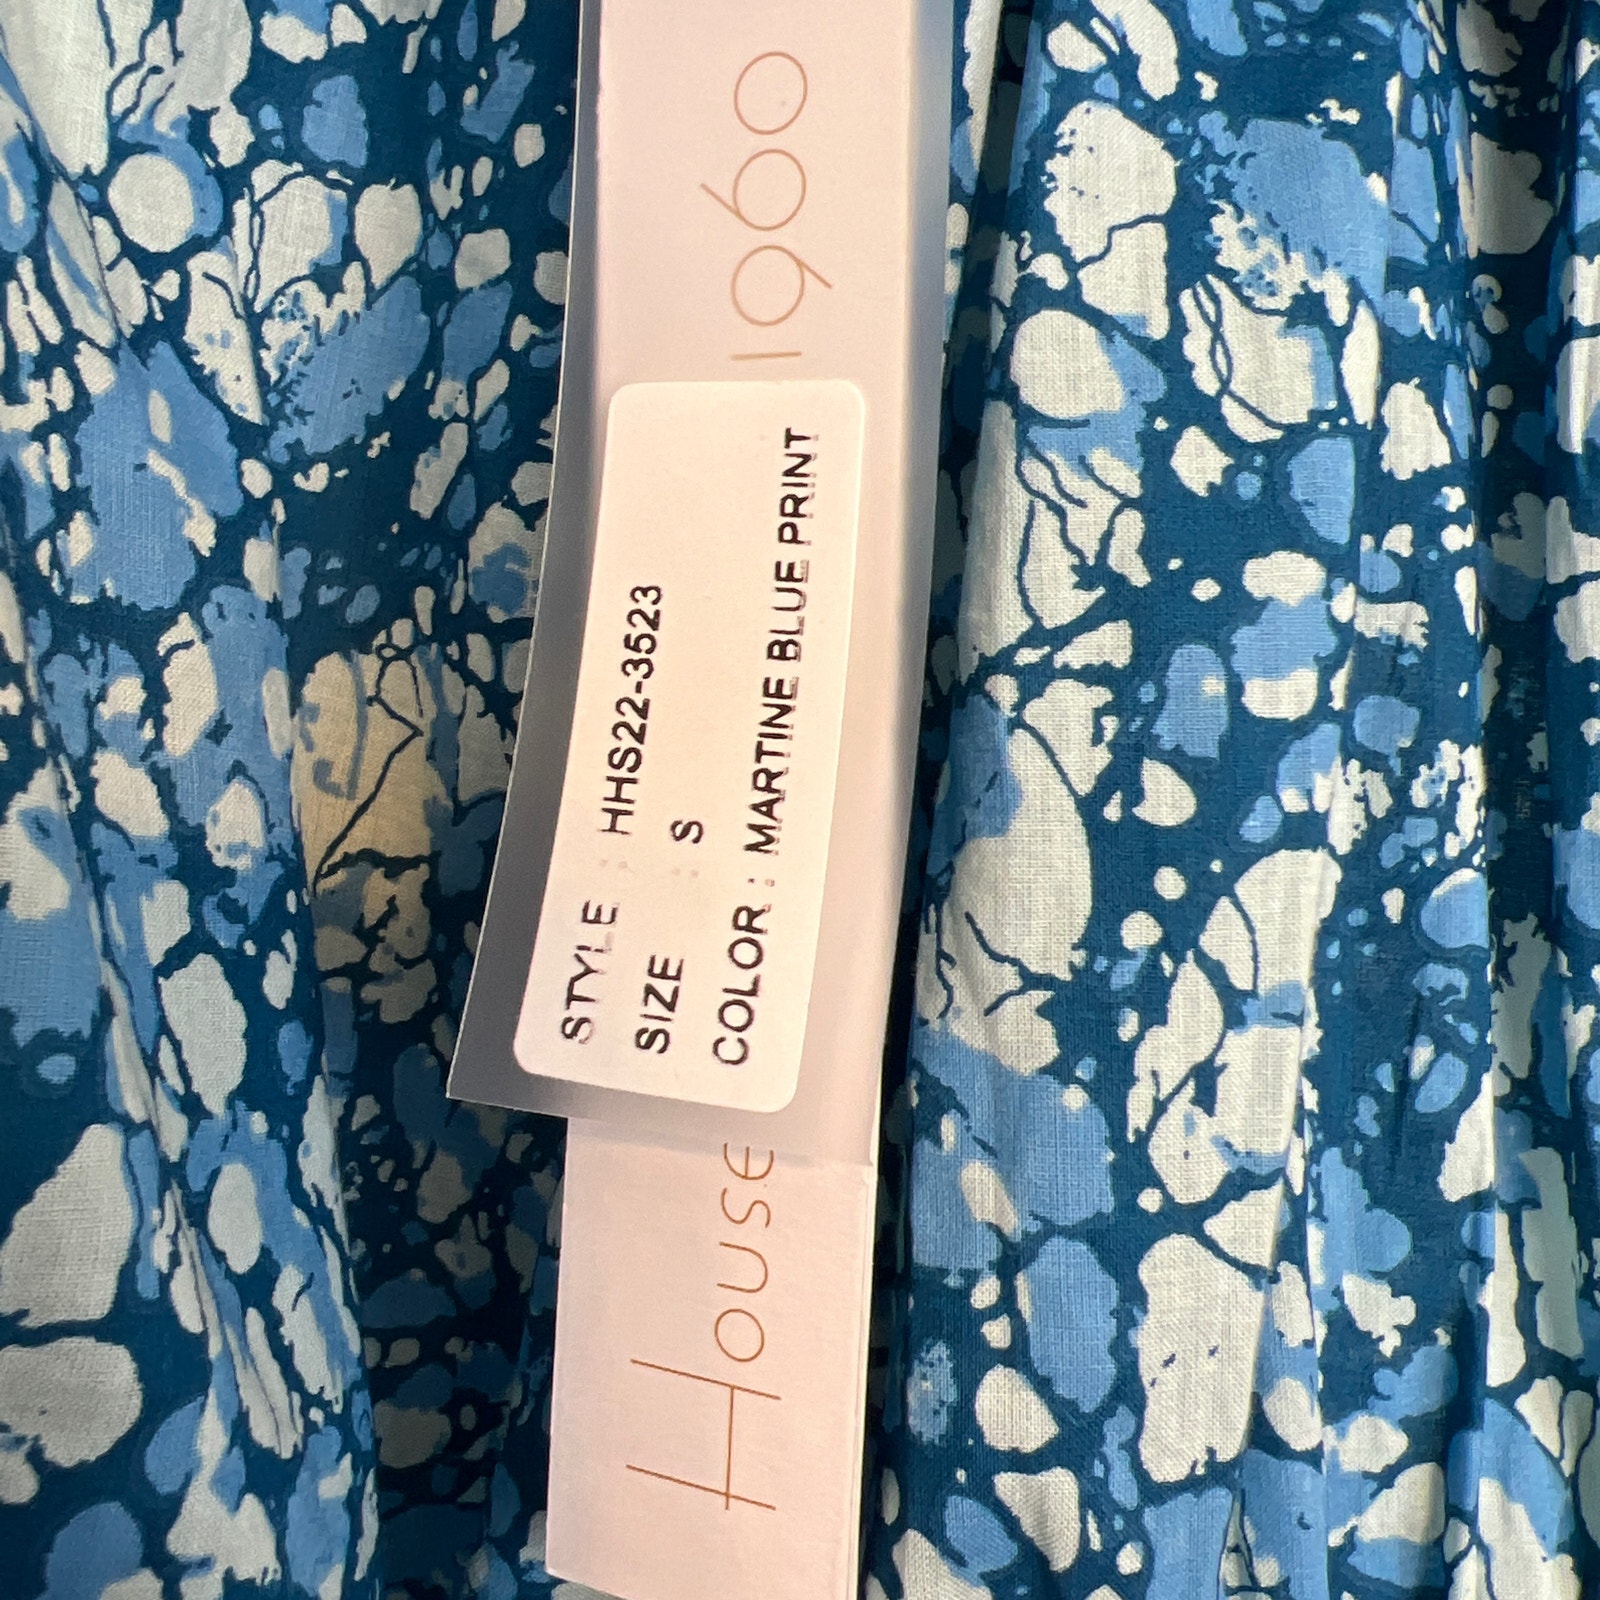 House
1960
STYLE : HHS22-3523
SIZE : S
COLOR : MARTINE BLUE PRINT